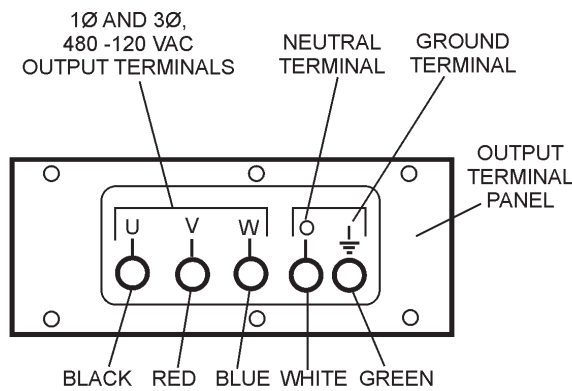 1Ø AND 3Ø,
480 -120 VAC
OUTPUT TERMINALS
NEUTRAL
TERMINAL
GROUND
TERMINAL
OUTPUT
TERMINAL
PANEL
U
V
W
O
BLACK
RED
BLUE
WHITE
GREEN